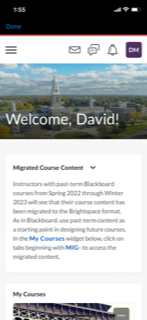 1:55
Done
DM
Welcome, David!
Migrated Course Content
Instructors with past-term Blackboard
courses from Spring 2022 through Winter
2023 will see that their course content has
been migrated to the Brightspace format.
As in Blackboard, use past-term content as
a starting point in designing future courses.
In the My Courses widget below, click on
tabs beginning with MIG- to access the
migrated content.
My Courses